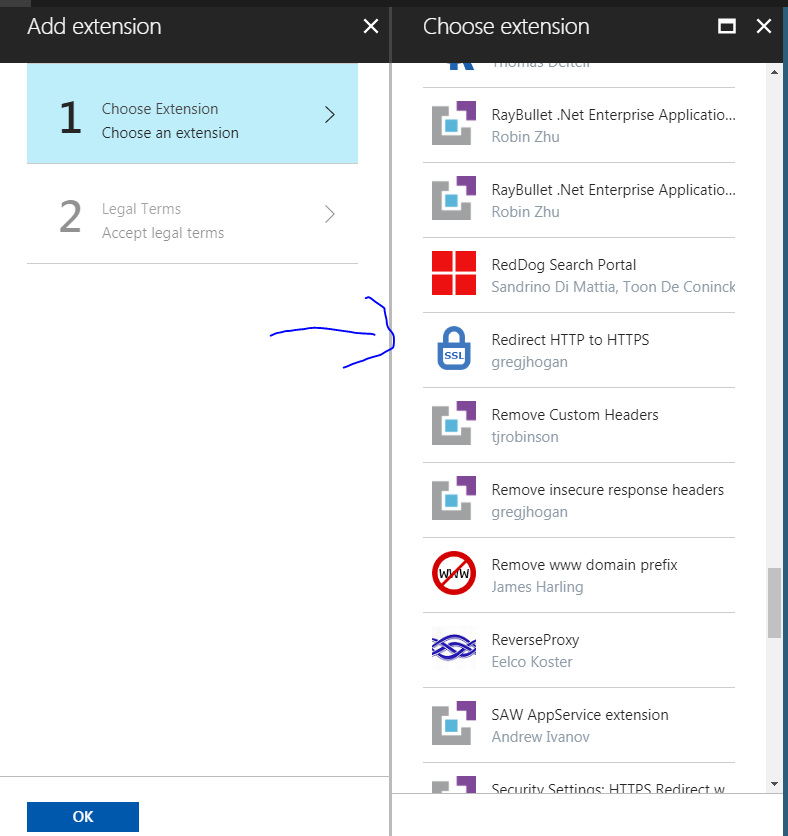 Add extension
1
Choose Extension
Choose an extension
2
Legal Terms
Accept legal terms
OK
Choose extension
Thomas Deltell
RayBullet .Net Enterprise Applicatio...
Robin Zhu
RayBullet .Net Enterprise Applicatio...
Robin Zhu
RedDog Search Portal
Sandrino Di Mattia, Toon De Coninck
SSL
Redirect HTTP to HTTPS
gregjhogan
Remove Custom Headers
tjrobinson
Remove insecure response headers
gregjhogan
WWW
Remove www domain prefix
James Harling
ReverseProxy
Eelco Koster
SAW AppService extension
Andrew Ivanov
Security Settings: HTTPS Redirect w